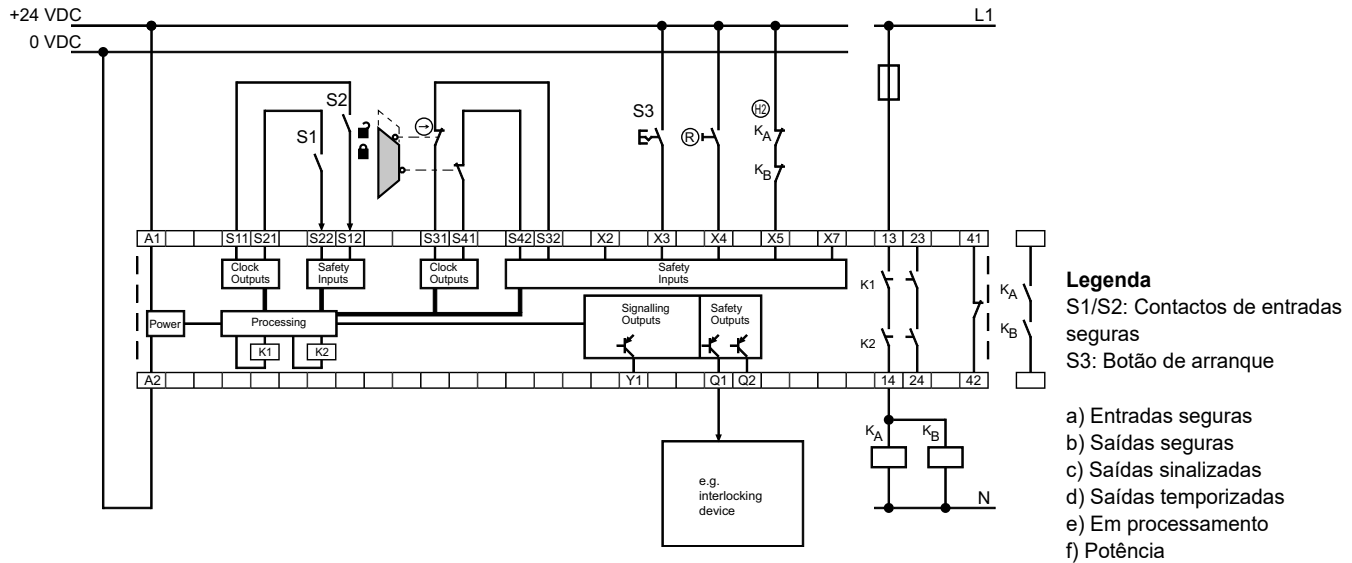 +24 VDC
L1
0 VDC
S2
S1
S3
R
H2
KA
KB
A1 S11 S21 S22 S12 S31 S41 S42 S32 X2 X3 X4 X5 X7 13 23 41
Clock Outputs
Safety Inputs
Clock Outputs
Safety Inputs
K1
Power
Processing
Signalling Outputs
Safety Outputs
K1
K2
K2
KA
KB
A2 Y1 Q1 Q2 14 24 42
KA
KB
e.g.
interlocking
device
N
Legenda
S1/S2: Contactos de entradas
seguras
S3: Botão de arranque
a) Entradas seguras
b) Saídas seguras
c) Saídas sinalizadas
d) Saídas temporizadas
e) Em processamento
f) Potência